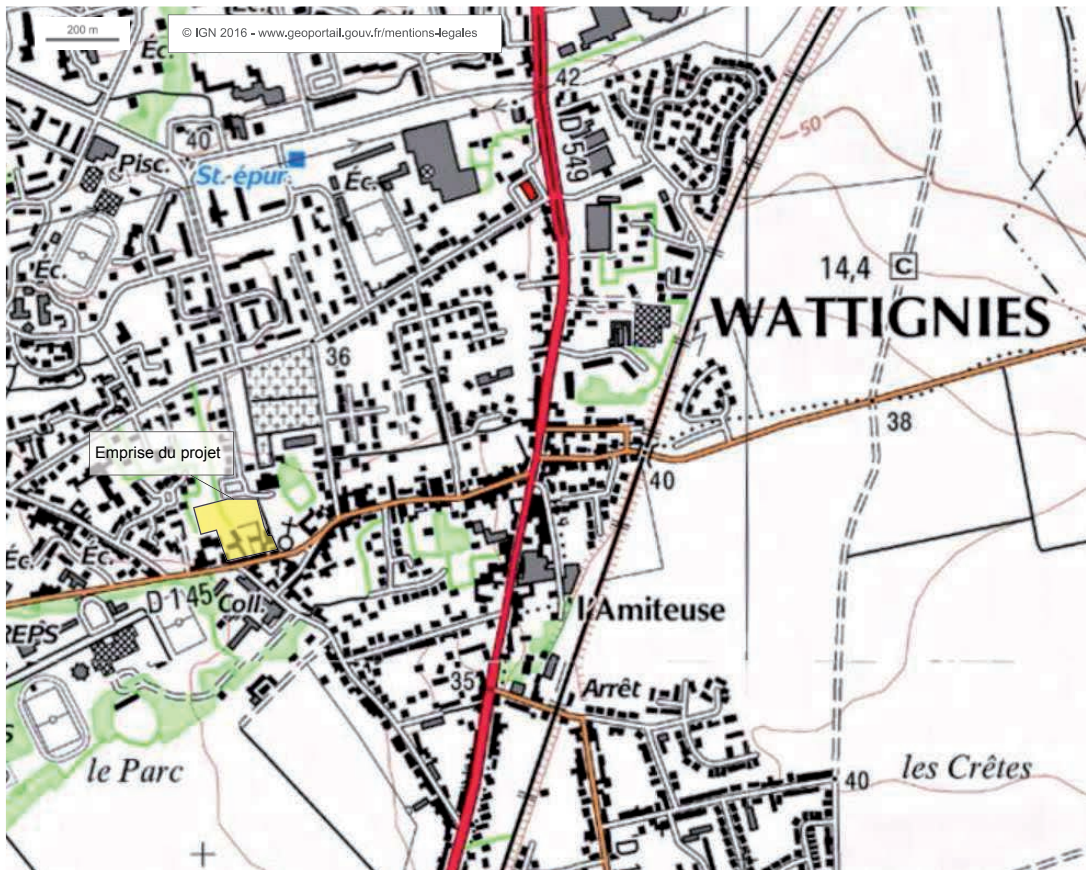 200 m
© IGN 2016 - www.geoportail.gouv.fr/mentions-legales
Éc.
42
D 549
40
Pisc.
St.-épur.
Éc.
50
Éc.
14,4 C
WATTIGNIES
36
38
Emprise du projet
40
Éc.
Éc.
D 145
Coll.
REPS
l'Amiteuse
35
Arrêt
le Parc
les Crêtes
40
D 1